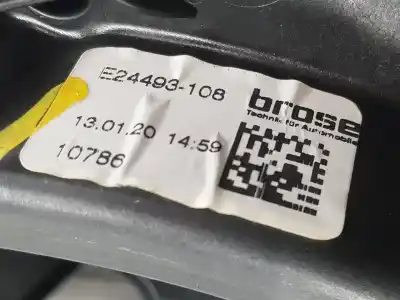 E24493-108
brose
Technik für Automobile
13.01.20 14:59
10786